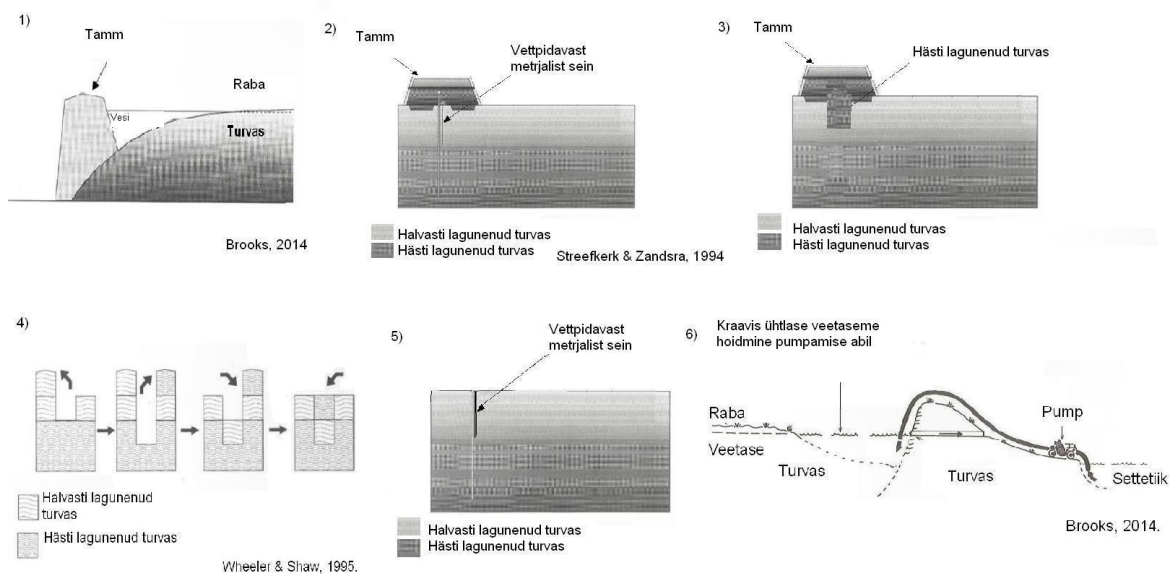 1)
Tamm
Raba
Vesi
Turvas
Brooks, 2014
2)
Tamm
Vettpidavast
metrjalist sein
Halvasti lagunenud turvas
Hästi lagunenud turvas
Streefkerk & Zandsra, 1994
3)
Tamm
Hästi lagunenud turvas
Halvasti lagunenud turvas
Hästi lagunenud turvas
4)
Halvasti lagunenud
turvas
Hästi lagunenud turvas
Wheeler & Shaw, 1995.
5)
Vettpidavast
metrjalist sein
Halvasti lagunenud turvas
Hästi lagunenud turvas
6)
Kraavis ühtlase veetaseme
hoidmine pumpamise abil
Raba
Veetase
Turvas
Turvas
Pump
Settetiik
Brooks, 2014.